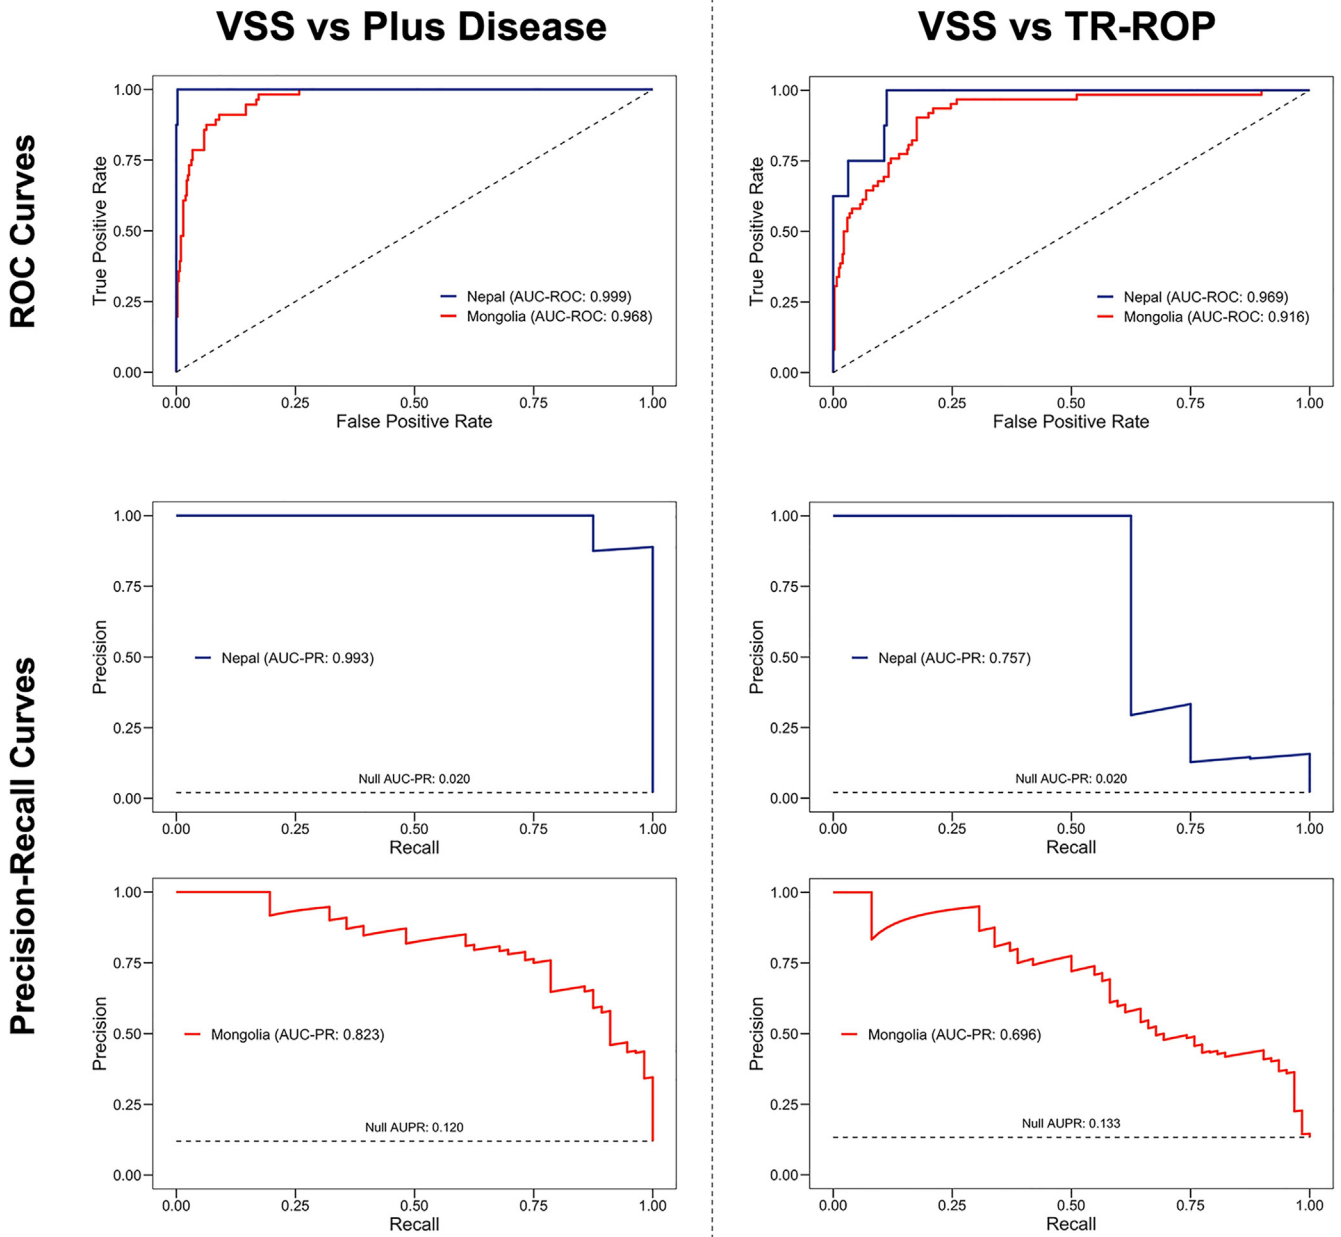 VSS vs Plus Disease
VSS vs TR-ROP
ROC Curves
True Positive Rate
1.00
0.75
0.50
0.25
0.00
Nepal (AUC-ROC: 0.999)
Mongolia (AUC-ROC: 0.968)
0.00 0.25 0.50 0.75 1.00
False Positive Rate
True Positive Rate
1.00
0.75
0.50
0.25
0.00
Nepal (AUC-ROC: 0.969)
Mongolia (AUC-ROC: 0.916)
0.00 0.25 0.50 0.75 1.00
False Positive Rate
Precision-Recall Curves
Precision
1.00
0.75
0.50
0.25
0.00
Nepal (AUC-PR: 0.993)
Null AUC-PR: 0.020
0.00 0.25 0.50 0.75 1.00
Recall
Precision
1.00
0.75
0.50
0.25
0.00
Nepal (AUC-PR: 0.757)
Null AUC-PR: 0.020
0.00 0.25 0.50 0.75 1.00
Recall
Precision
1.00
0.75
0.50
0.25
0.00
Mongolia (AUC-PR: 0.823)
Null AUPR: 0.120
0.00 0.25 0.50 0.75 1.00
Recall
Precision
1.00
0.75
0.50
0.25
0.00
Mongolia (AUC-PR: 0.696)
Null AUPR: 0.133
0.00 0.25 0.50 0.75 1.00
Recall